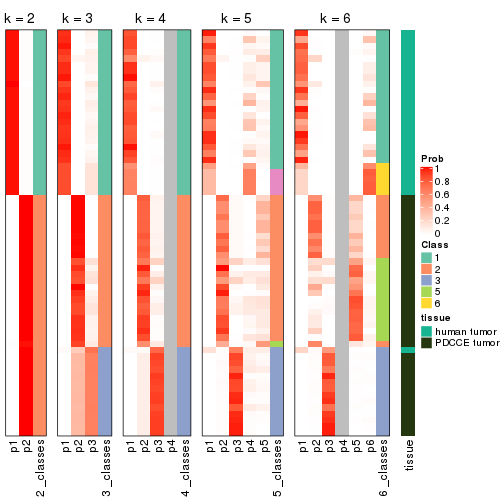 k = 2
k = 3
k = 4
k = 5
k = 6
p1
p2
2_classes
p1
p2
p3
3_classes
p1
p2
p3
p4
4_classes
p1
p2
p3
p4
p5
5_classes
p1
p2
p3
p4
p5
p6
6_classes
tissue
Prob
1
0.8
0.6
0.4
0.2
0
Class
1
2
3
5
6
tissue
human tumor
PDCCE tumor